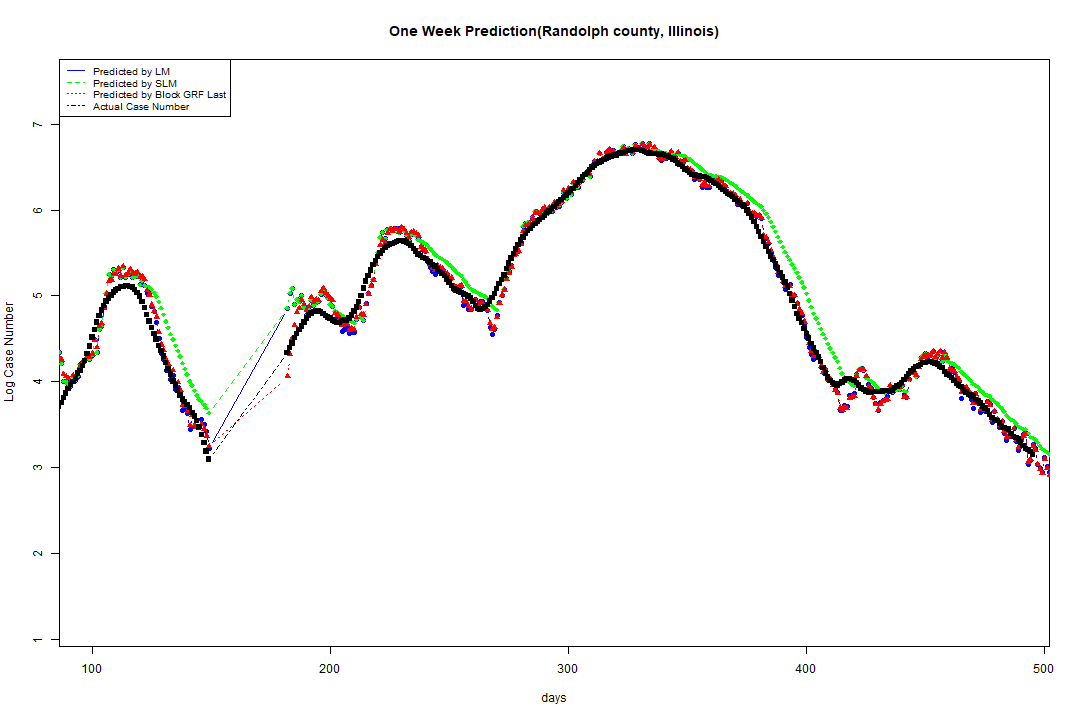 One Week Prediction(Randolph county, Illinois)
Predicted by LM
Predicted by SLM
Predicted by Block GRF Last
Actual Case Number
Log Case Number
7
6
5
4
3
2
1
100 200 300 400 500
days